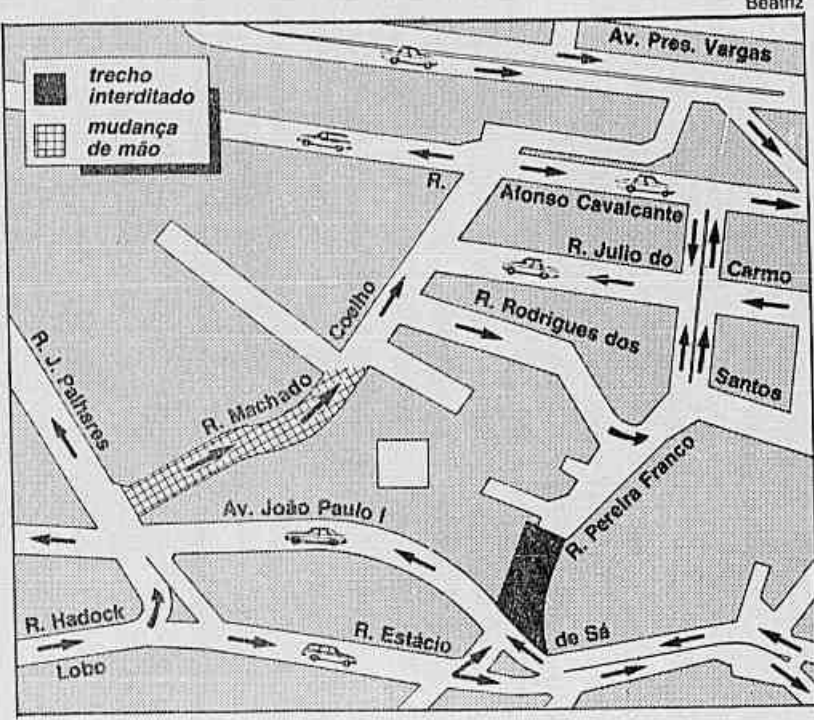 Beatriz
Av. Pres. Vargas
trecho
interditado
mudança
de mão
R.
Afonso Cavalcante
R. Julio do
Carmo
Coelho
R. Rodrigues dos
Santos
R. J. Palhares
R. Machado
Av. João Paulo I
R. Pereira Franco
R. Hadock
Lobo
R. Estácio
de Sá